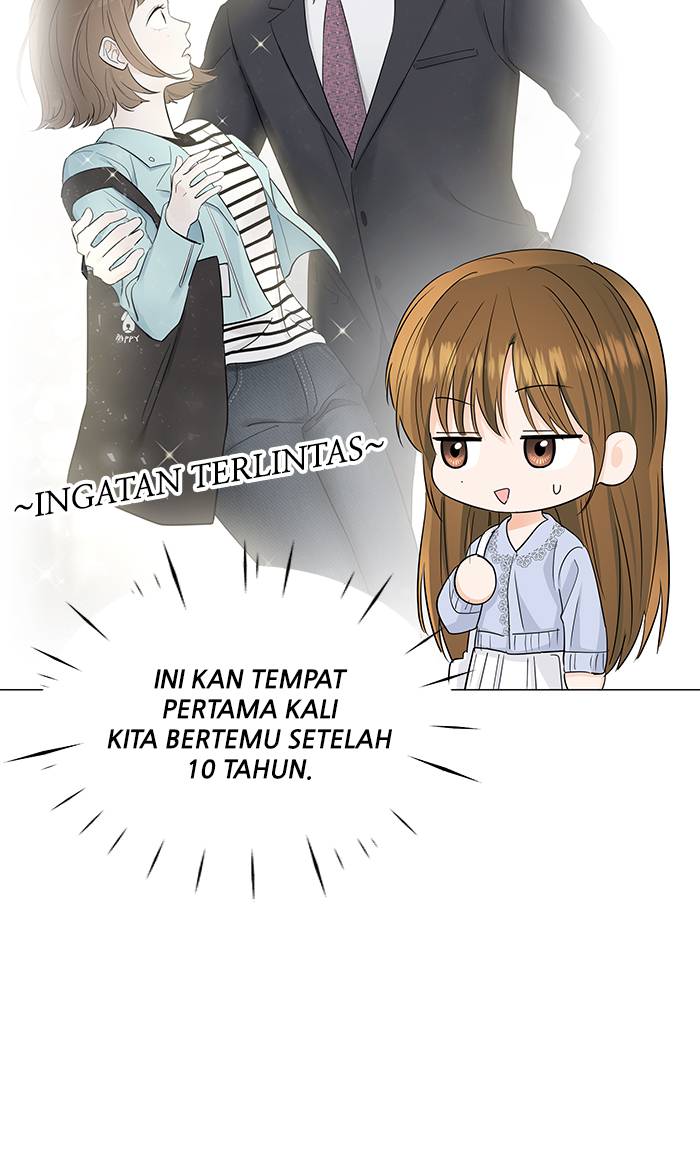 ~INGATAN TERLINTAS~
INI KAN TEMPAT
PERTAMA KALI
KITA BERTEMU SETELAH
10 TAHUN.